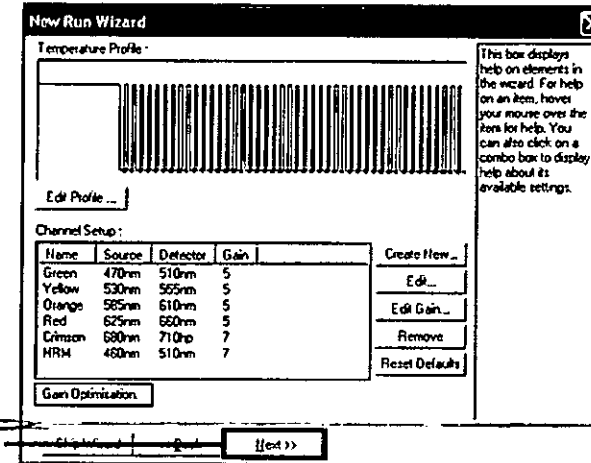 New Run Wizard
Temperature Profile :
This box displays
help on elements in
the wizard. For help
on an item, hover
your mouse over the
item for help. You
can also click on a
combo box to display
help about its
available settings.
Edit Profile ...
Channel Setup :
Name Source Detector Gain
Green 470nm 510nm 5
Yellow 530nm 555nm 5
Orange 585nm 610nm 5
Red 625nm 660nm 5
Crimson 680nm 710hp 7
HRM 460nm 510nm 7
Create New...
Edit...
Edit Gain...
Remove
Reset Defaults
Gain Optimisation.
Next >>